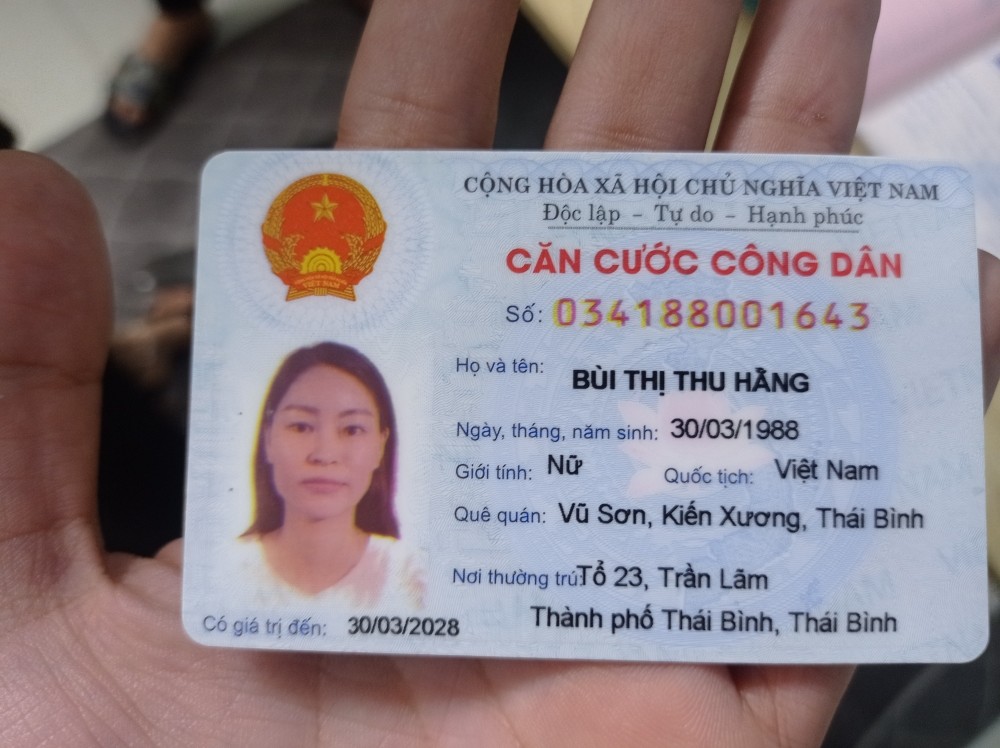 CỘNG HÒA XÃ HỘI CHỦ NGHĨA VIỆT NAM
Độc lập - Tự do - Hạnh phúc
CĂN CƯỚC CÔNG DÂN
Số: 034188001643
Họ và tên: BÙI THỊ THU HẰNG
Ngày, tháng, năm sinh: 30/03/1988
Giới tính: Nữ Quốc tịch: Việt Nam
Quê quán: Vũ Sơn, Kiến Xương, Thái Bình
Nơi thường trú: Tổ 23, Trần Lãm
Thành phố Thái Bình, Thái Bình
Có giá trị đến: 30/03/2028
VIỆT NAM